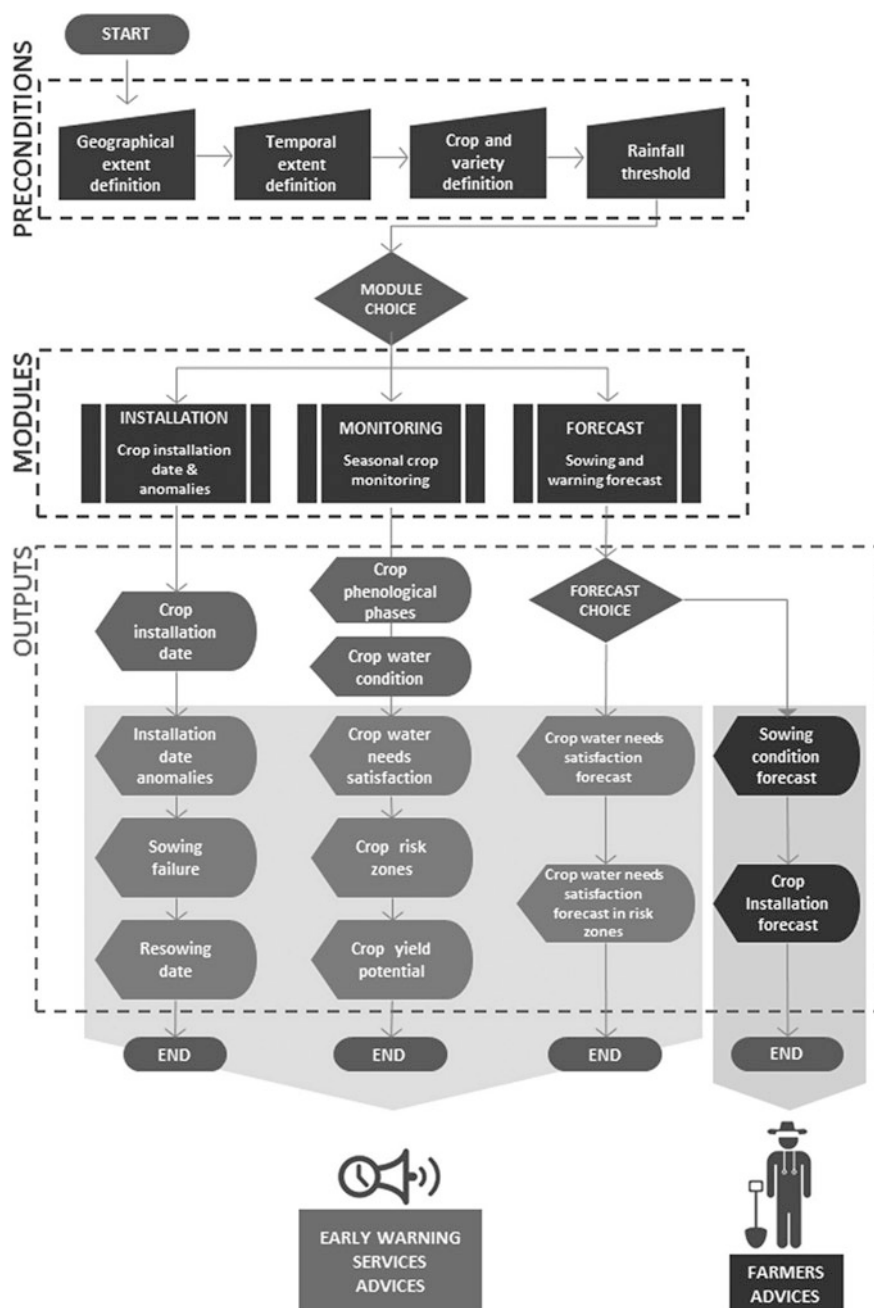 START
PRECONDITIONS
Geographical
extent
definition
Temporal
extent
definition
Crop and
variety
definition
Rainfall
threshold
MODULE
CHOICE
MODULES
INSTALLATION
Crop installation
date &
anomalies
MONITORING
Seasonal crop
monitoring
FORECAST
Sowing and
warning forecast
OUTPUTS
Crop
installation
date
Crop
phenological
phases
Crop water
condition
FORECAST
CHOICE
Installation
date
anomalies
Crop water
needs
satisfaction
Crop water needs
satisfaction
forecast
Sowing
condition
forecast
Sowing
failure
Crop risk
zones
Crop water needs
satisfaction
forecast in risk
zones
Crop
Installation
forecast
Resowing
date
Crop yield
potential
END
END
END
END
EARLY WARNING
SERVICES
ADVICES
FARMERS
ADVICES